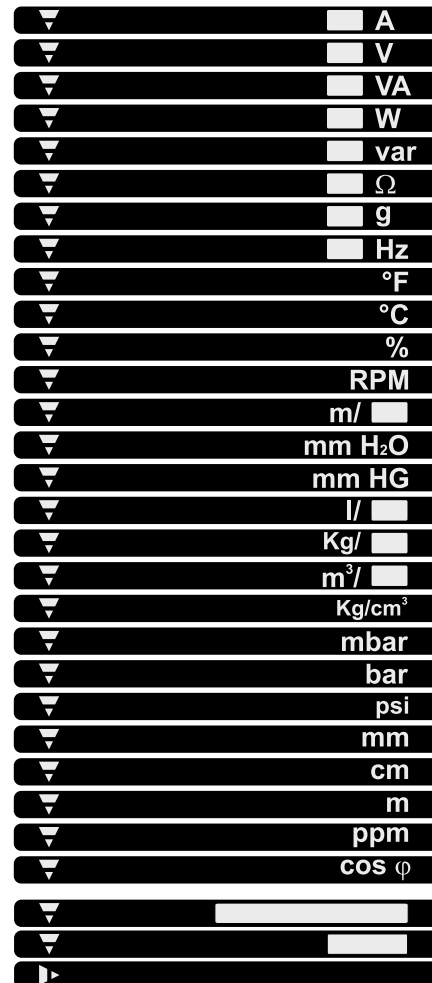 A
V
VA
W
var
Ω
g
Hz
°F
°C
%
RPM
m/
mm H₂O
mm HG
l/
Kg/
m³/
Kg/cm³
mbar
bar
psi
mm
cm
m
ppm
cos φ